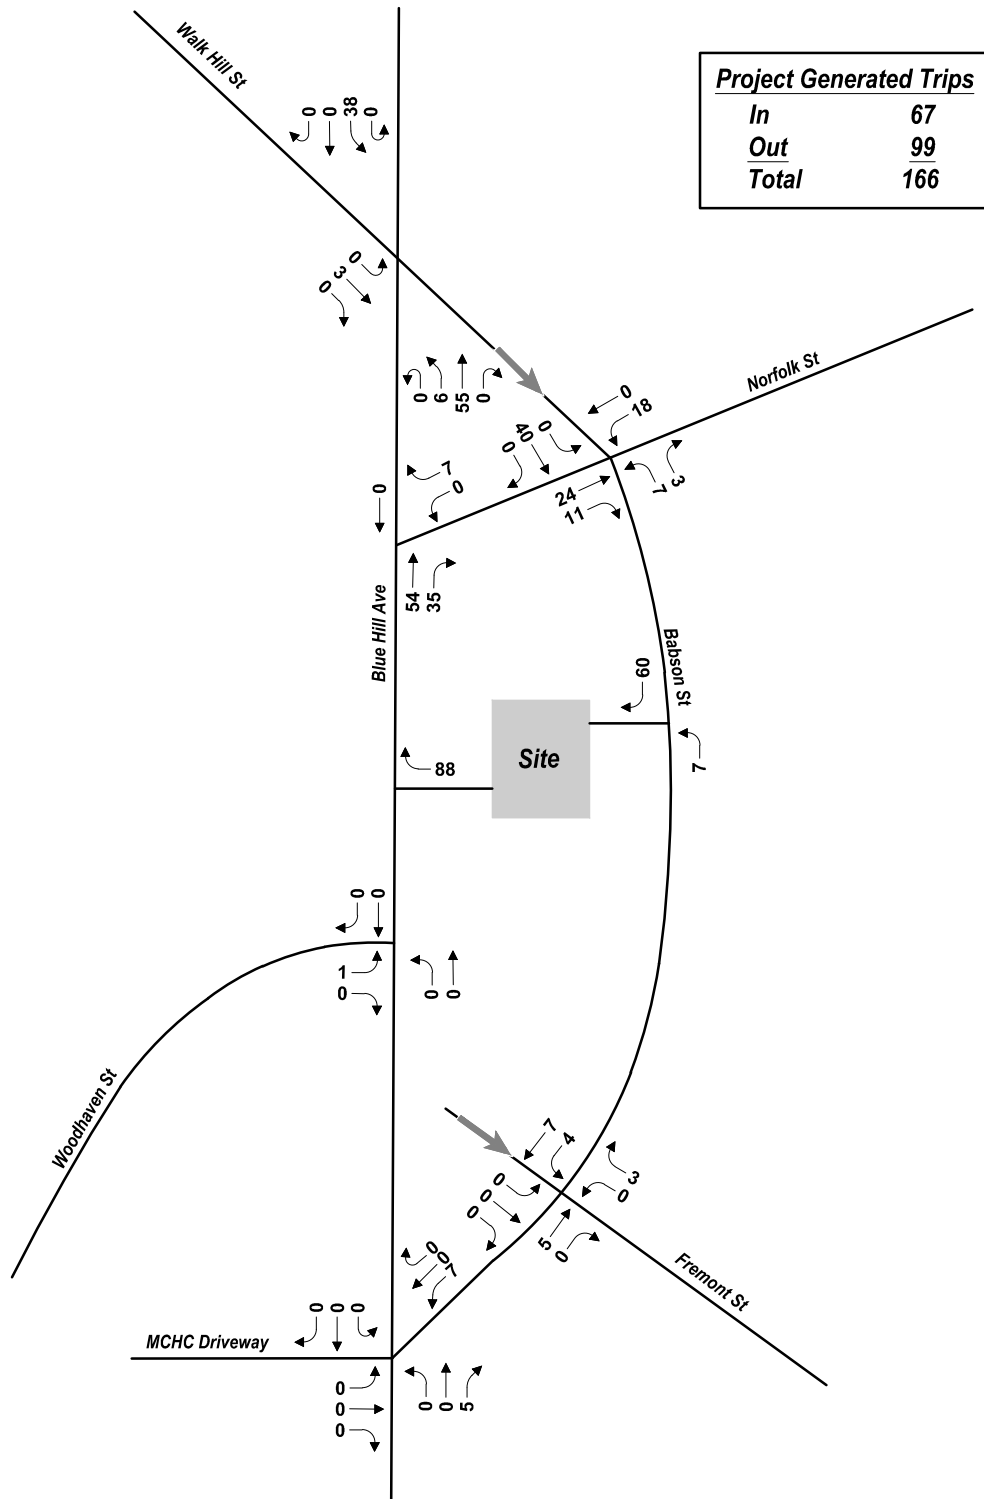 Walk Hill St
Project Generated Trips
In 67
Out 99
Total 166
0 0 38 0
0 3 0
0 6 55 0
Norfolk St
0
18
0 40 0
7 3
24
11
0
7
0
54 35
Blue Hill Ave
Babson St
60
Site
7
88
0 0
1
0
0 0
Woodhaven St
7 4
0
0
0
3
0
5 0
Fremont St
0
0
7
0 0 0
MCHC Driveway
0
0
0
0 0 5